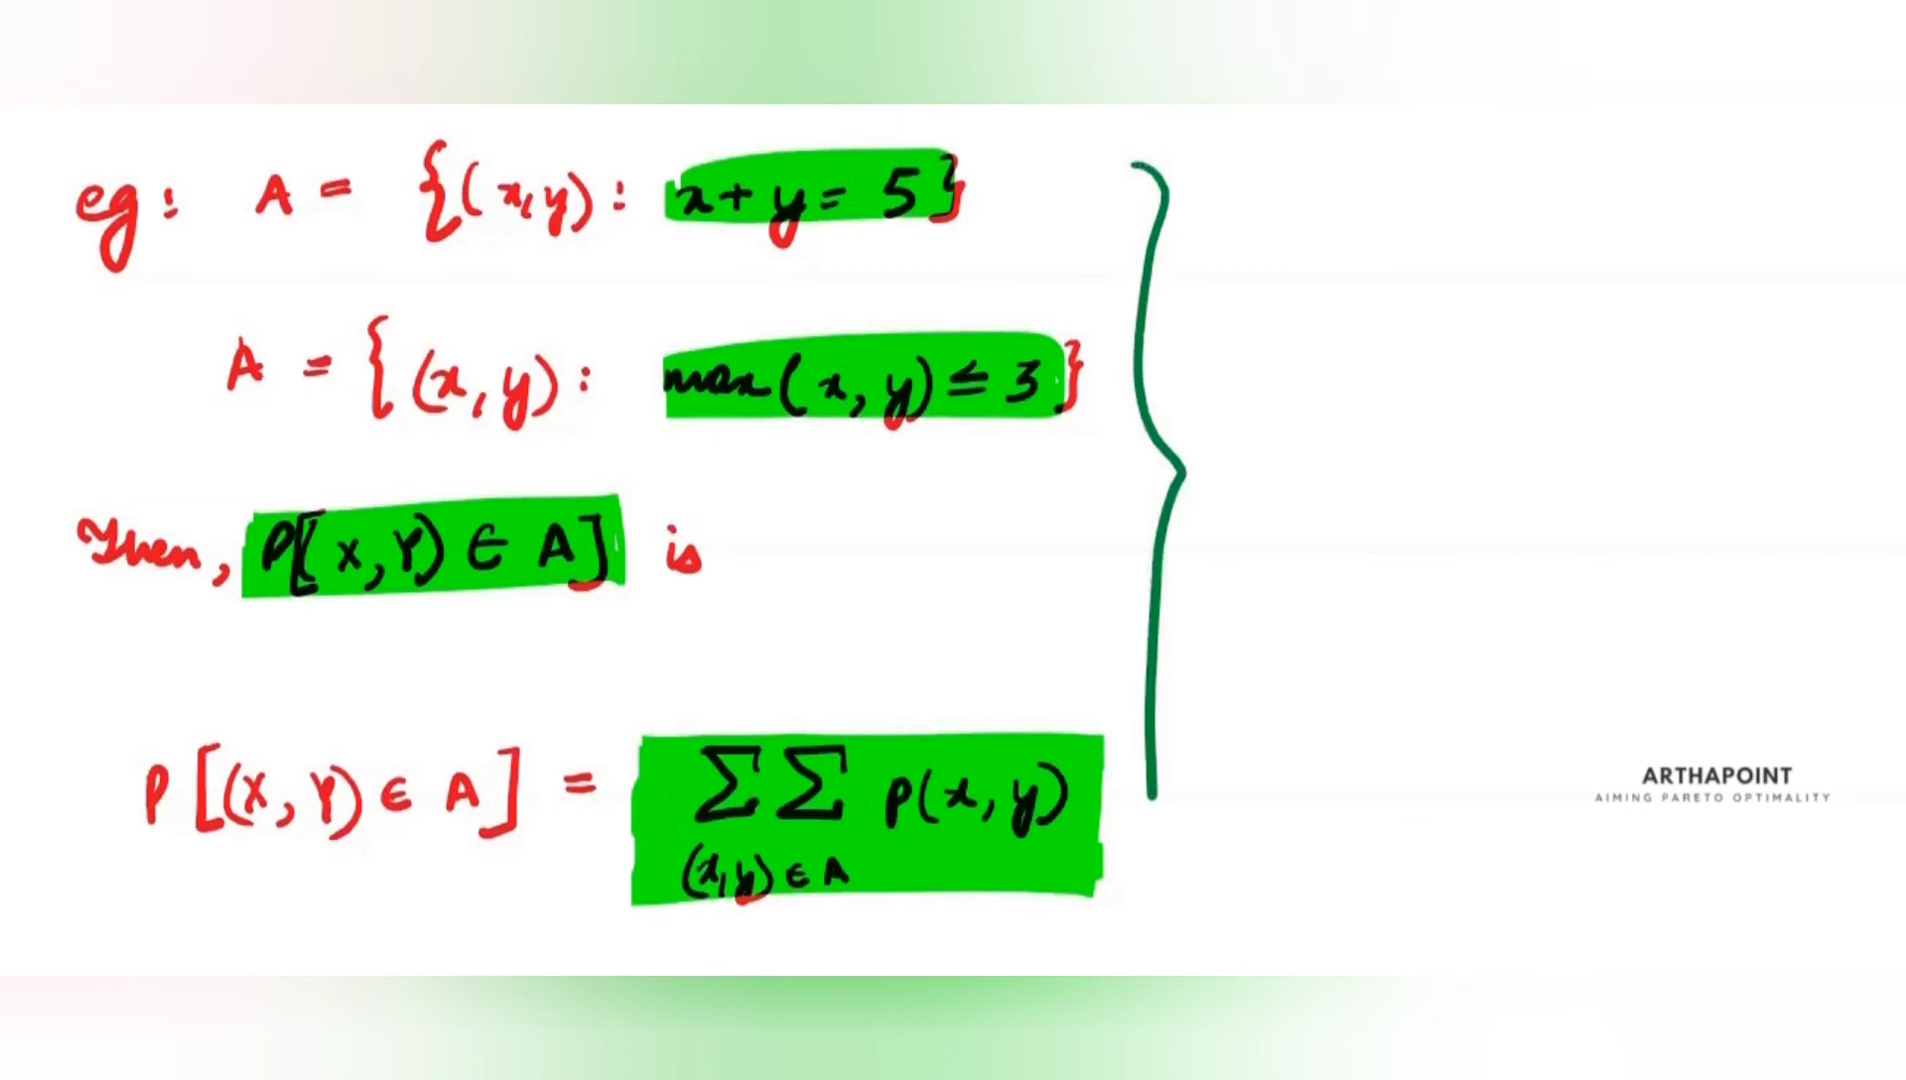 eg: A = {(x,y): x+y = 5}
A = {(x,y): max(x,y) ≤ 3}
Then, P[(X,Y) ∈ A] is
P[(X,Y) ∈ A] = ΣΣ p(x,y)
(x,y) ∈ A
ARTHAPOINT
AIMING PARETO OPTIMALITY